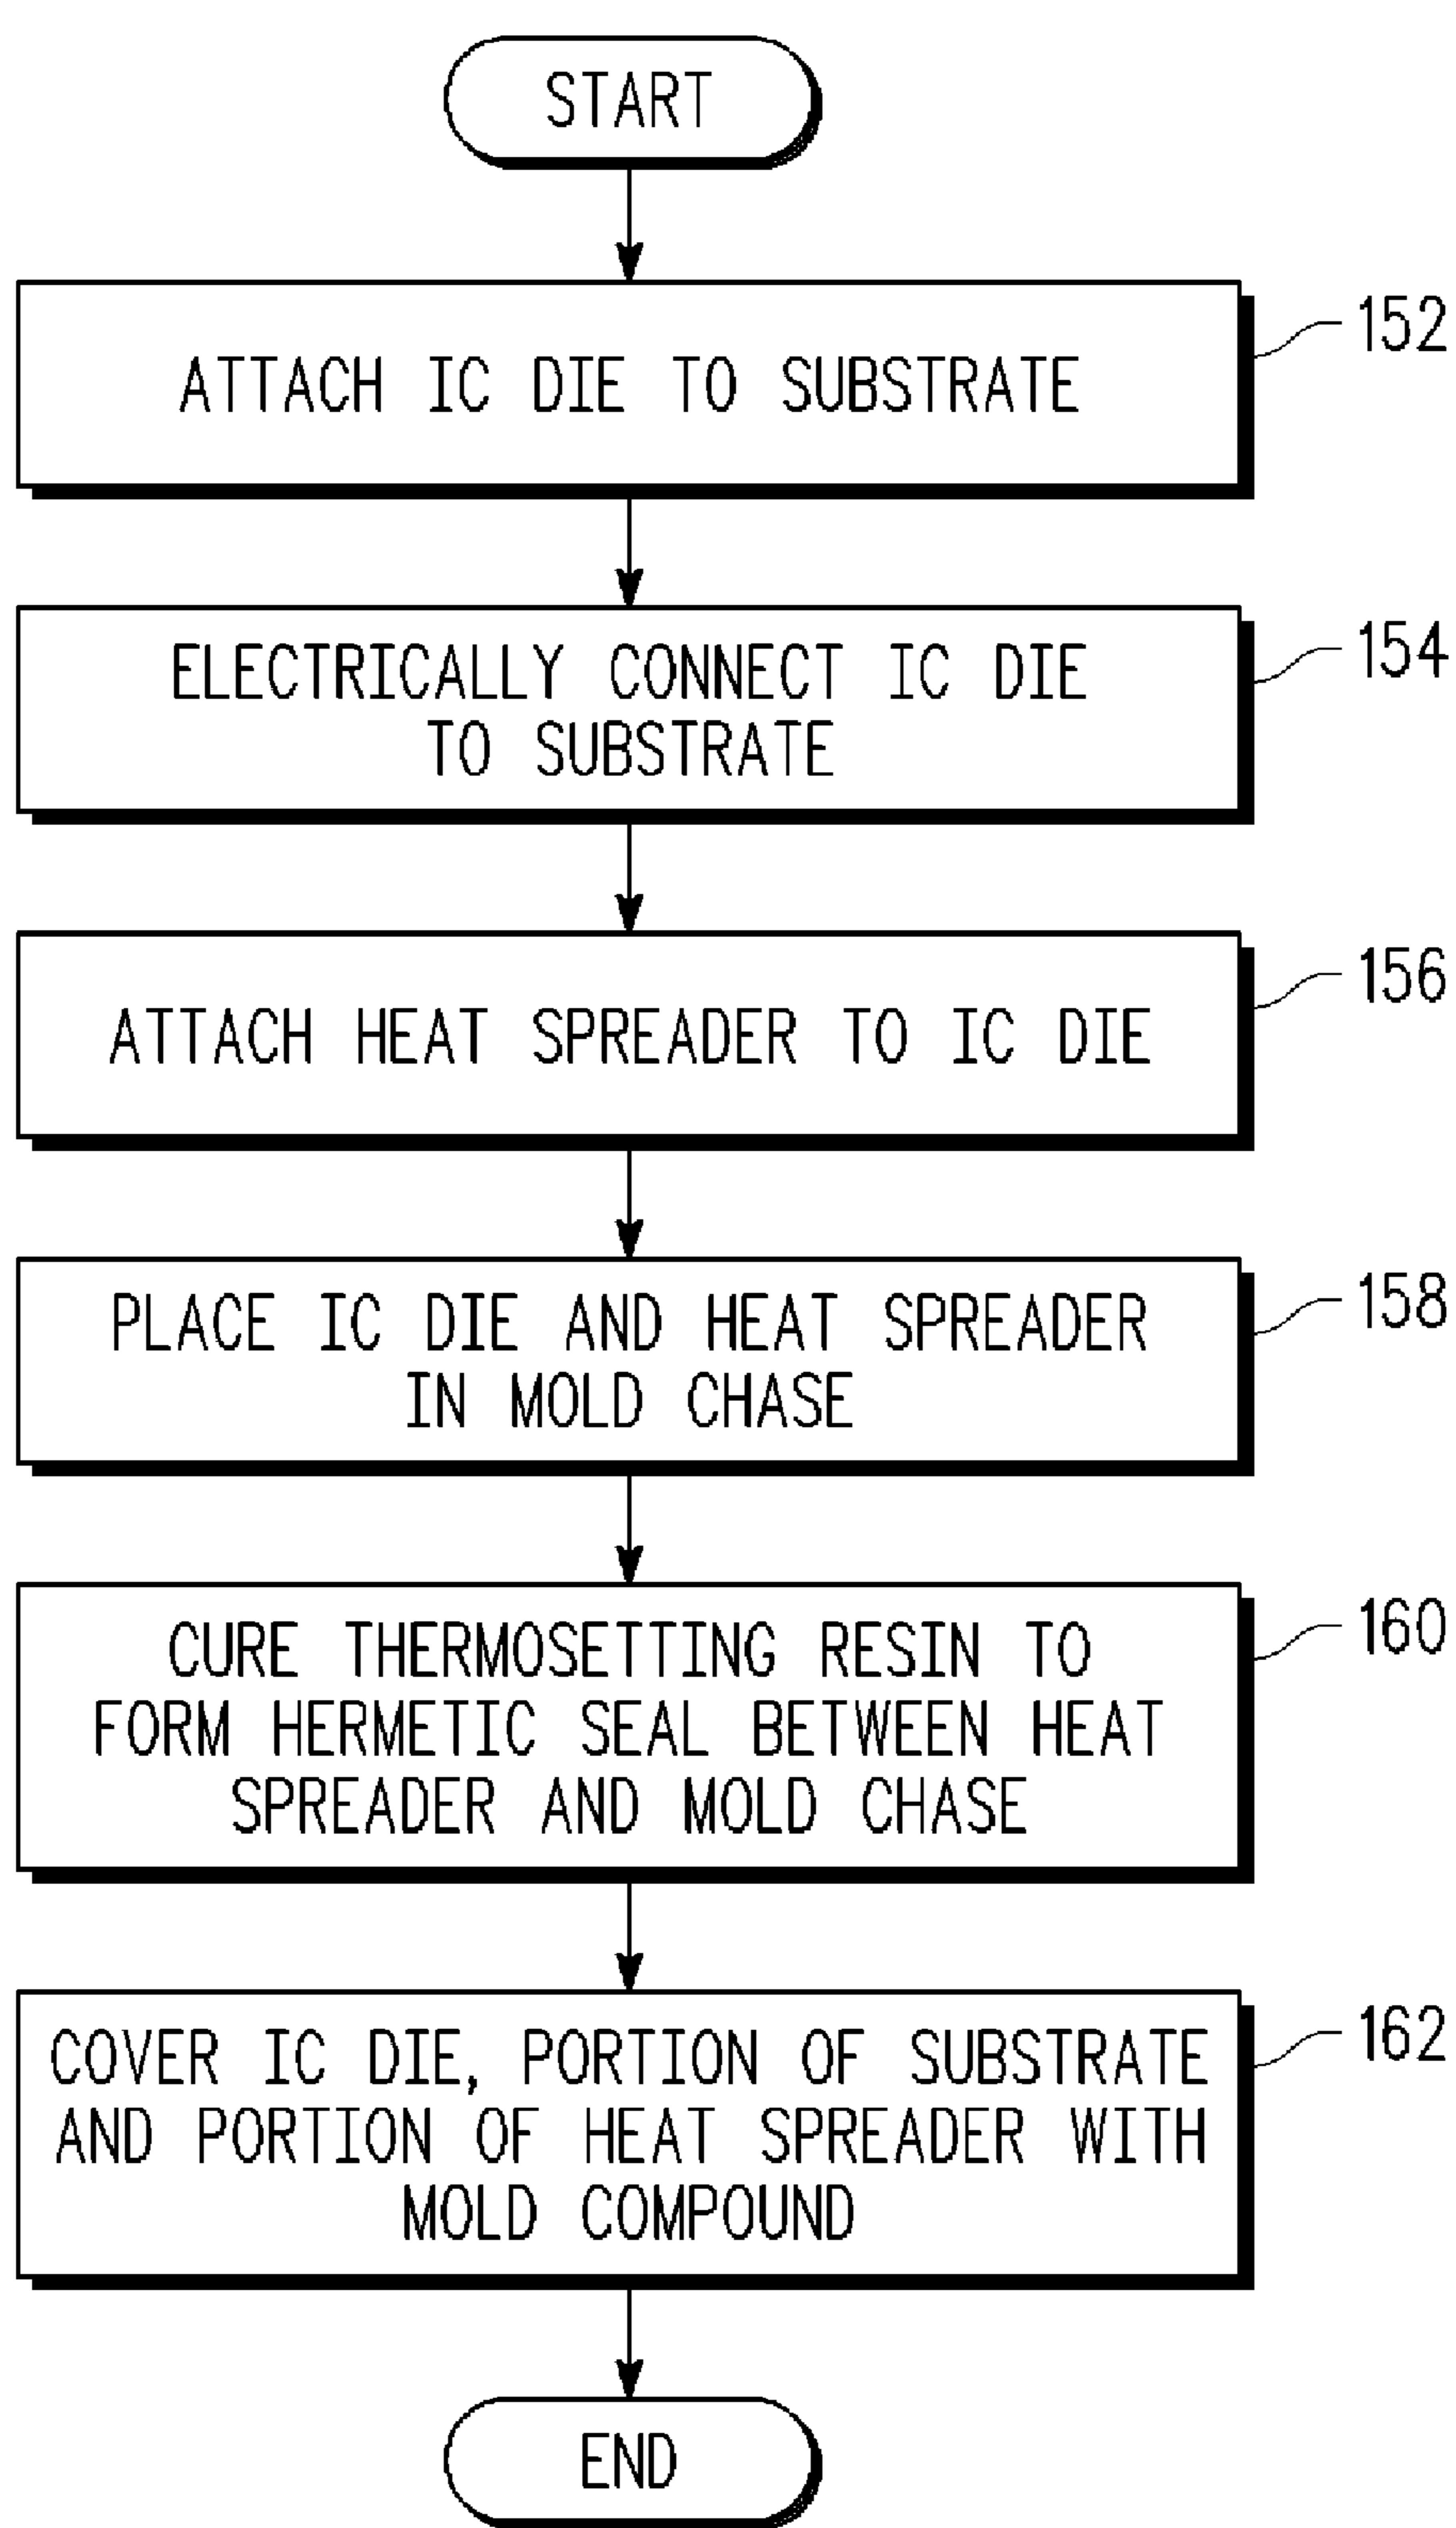 START
ATTACH IC DIE TO SUBSTRATE
152
ELECTRICALLY CONNECT IC DIE
TO SUBSTRATE
154
ATTACH HEAT SPREADER TO IC DIE
156
PLACE IC DIE AND HEAT SPREADER
IN MOLD CHASE
158
CURE THERMOSETTING RESIN TO
FORM HERMETIC SEAL BETWEEN HEAT
SPREADER AND MOLD CHASE
160
COVER IC DIE, PORTION OF SUBSTRATE
AND PORTION OF HEAT SPREADER WITH
MOLD COMPOUND
162
END